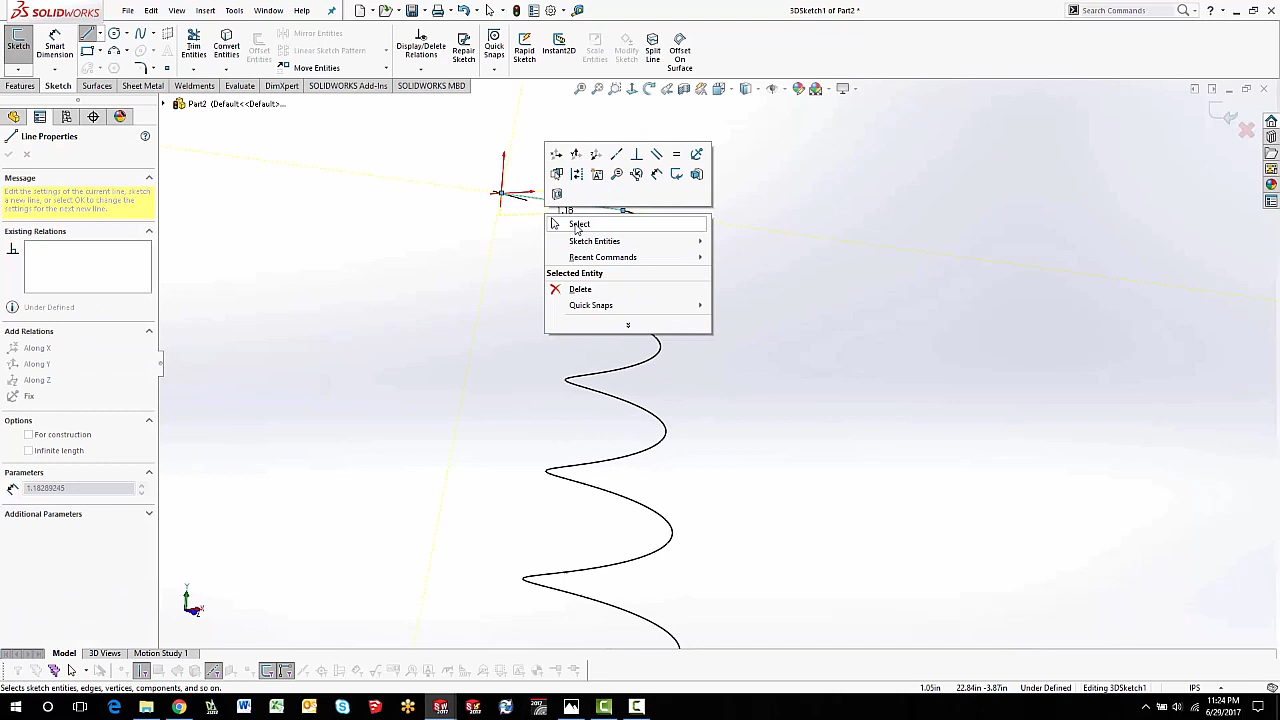 SOLIDWORKS File Edit View Insert Tools Window Help 3DSketch1 of Part2 * Search Commands
Sketch Smart Dimension Trim Entities Convert Entities Offset Entities Mirror Entities Linear Sketch Pattern Move Entities Display/Delete Relations Repair Sketch Quick Snaps Rapid Sketch Instant2D Scale Entities Modify Sketch Split Line Offset On Surface
Features Sketch Surfaces Sheet Metal Weldments Evaluate DimXpert SOLIDWORKS Add-Ins SOLIDWORKS MBD
Part2 (Default<<Default>...
Line Properties
Message
Edit the settings of the current line, sketch
a new line, or select OK to change the
settings for the next new line.
Existing Relations
Under Defined
Add Relations
Along X
Along Y
Along Z
Fix
Options
For construction
Infinite length
Parameters
1.18289245
Additional Parameters
1.18
Select
Sketch Entities
Recent Commands
Selected Entity
Delete
Quick Snaps
Y
X
Z
Model 3D Views Motion Study 1
Selects sketch entities, edges, vertices, components, and so on. 1.05in 22.84in -3.87in Under Defined Editing 3DSketch1 IPS
11:24 PM
6/29/2017